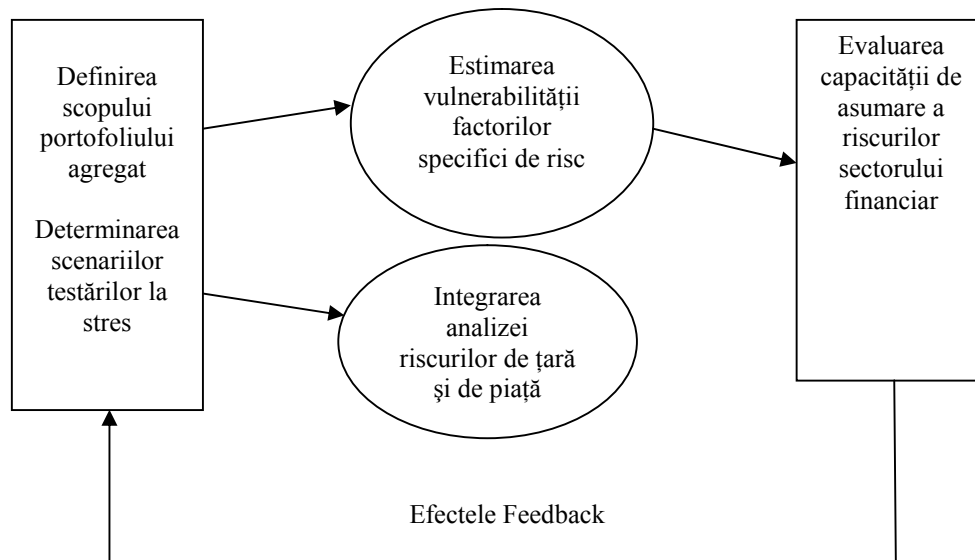 Definirea
scopului
portofoliului
agregat
Determinarea
scenariilor
testărilor la
stres
Estimarea
vulnerabilității
factorilor
specifici de risc
Integrarea
analizei
riscurilor de țară
şi de piață
Evaluarea
capacității de
asumare a
riscurilor
sectorului
financiar
Efectele Feedback